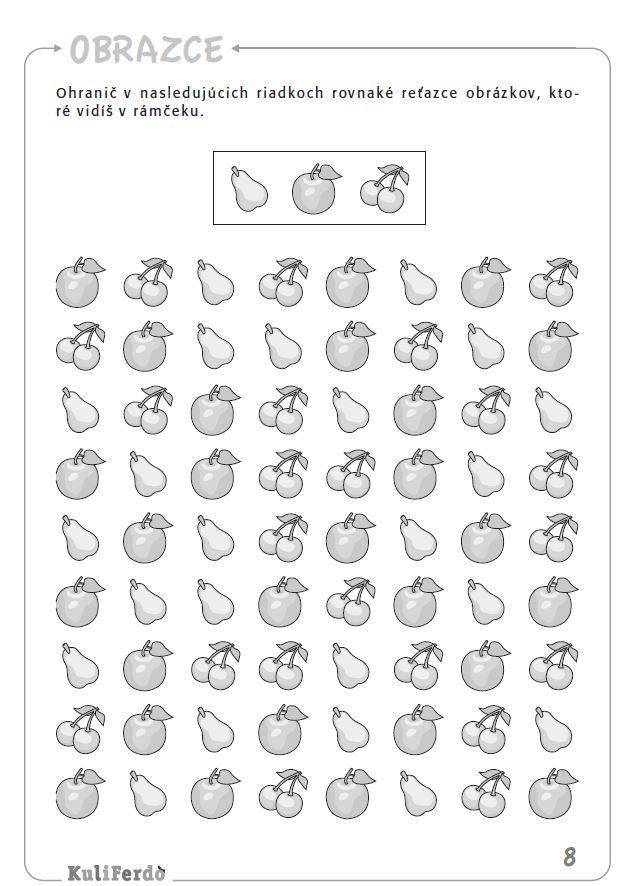 OBRAZCE
Ohranič v nasledujúcich riadkoch rovnaké reťazce obrázkov, kto-
ré vidíš v rámčeku.
8
KuliFerdo